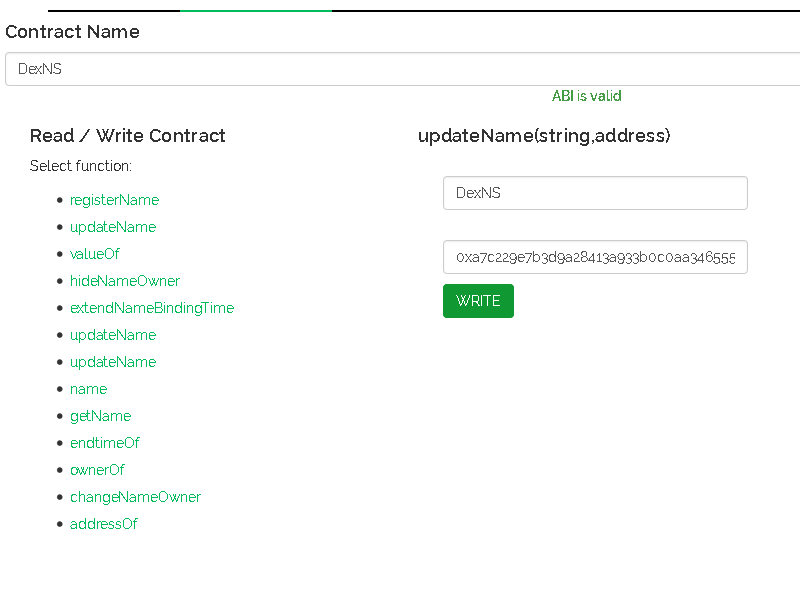 Contract Name
DexNS
ABI is valid
Read / Write Contract
Select function:
registerName
updateName
valueOf
hideNameOwner
extendNameBindingTime
updateName
updateName
name
getName
endtimeOf
ownerOf
changeNameOwner
addressOf
updateName(string,address)
DexNS
0xa7c229e7b3d9a28413a933b0c0aa346555
WRITE